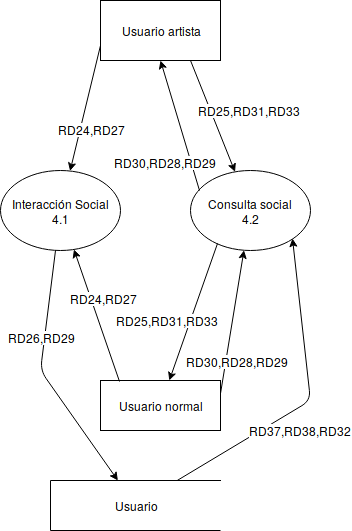 Usuario artista
RD25,RD31,RD33
RD24,RD27
RD30,RD28,RD29
Interacción Social
4.1
Consulta social
4.2
RD24,RD27
RD25,RD31,RD33
RD26,RD29
RD30,RD28,RD29
Usuario normal
RD37,RD38,RD32
Usuario